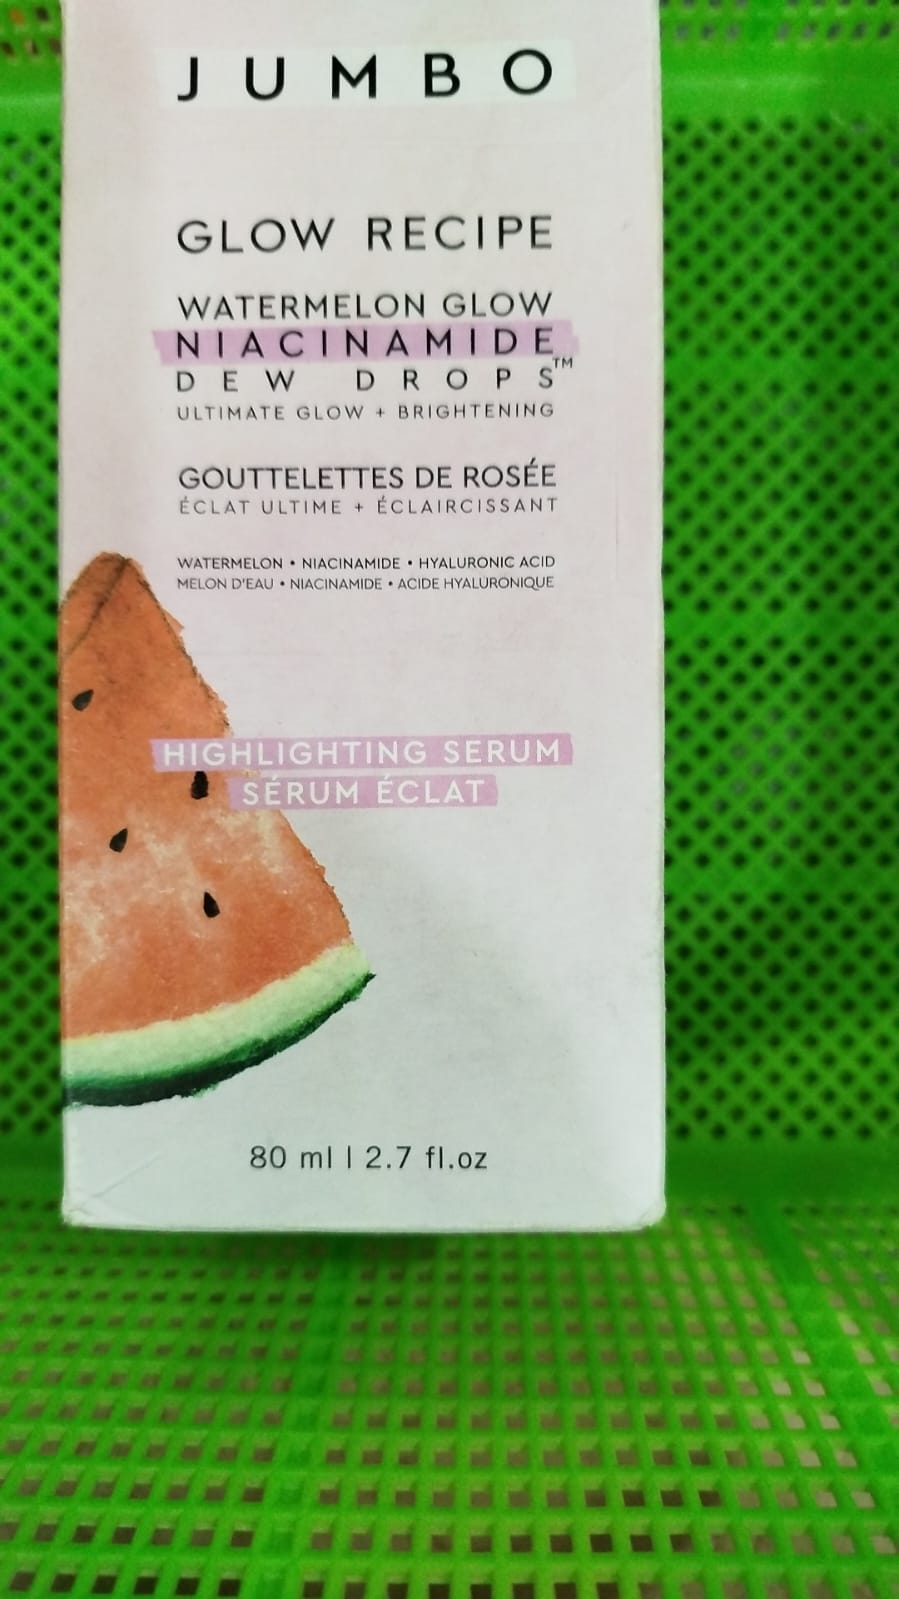 JUMBO
GLOW RECIPE
WATERMELON GLOW
NIACINAMIDE
DEW DROPS™
ULTIMATE GLOW + BRIGHTENING
GOUTTELETTES DE ROSÉE
ÉCLAT ULTIME + ÉCLAIRCISSANT
WATERMELON • NIACINAMIDE • HYALURONIC ACID
MELON D'EAU • NIACINAMIDE • ACIDE HYALURONIQUE
HIGHLIGHTING SERUM
SÉRUM ÉCLAT
80 ml | 2.7 fl.oz